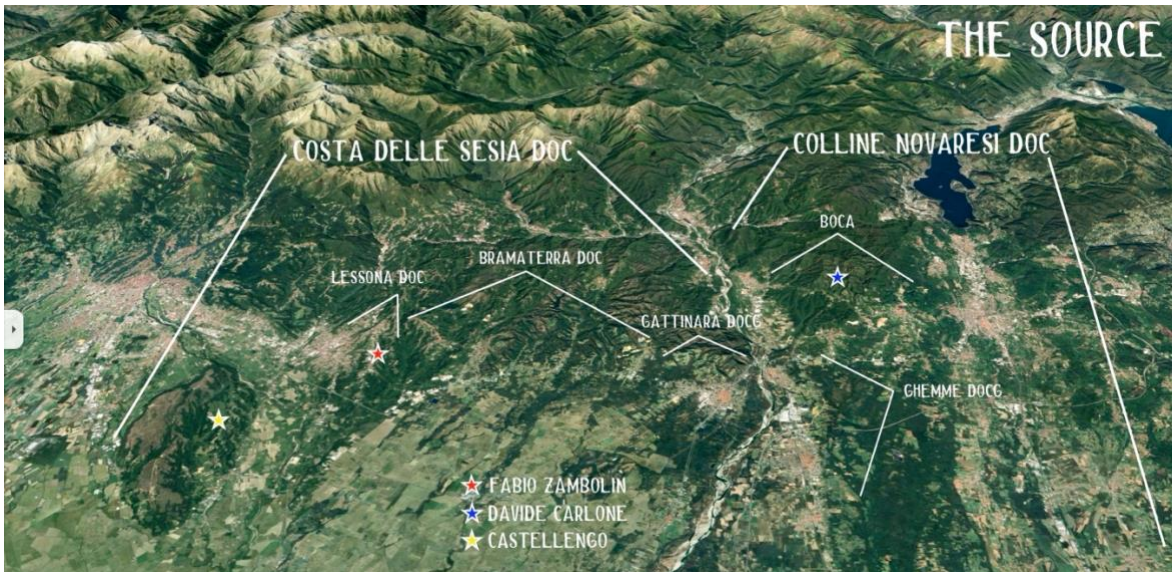 THE SOURCE
COSTA DELLE SESIA DOC
COLLINE NOVARESI DOC
BOCA
BRAMATERRA DOC
LESSONA DOC
GATTINARA DOCG
GHEMME DOCG
FABIO ZAMBOLIN
DAVIDE CARLONE
CASTELLENGO